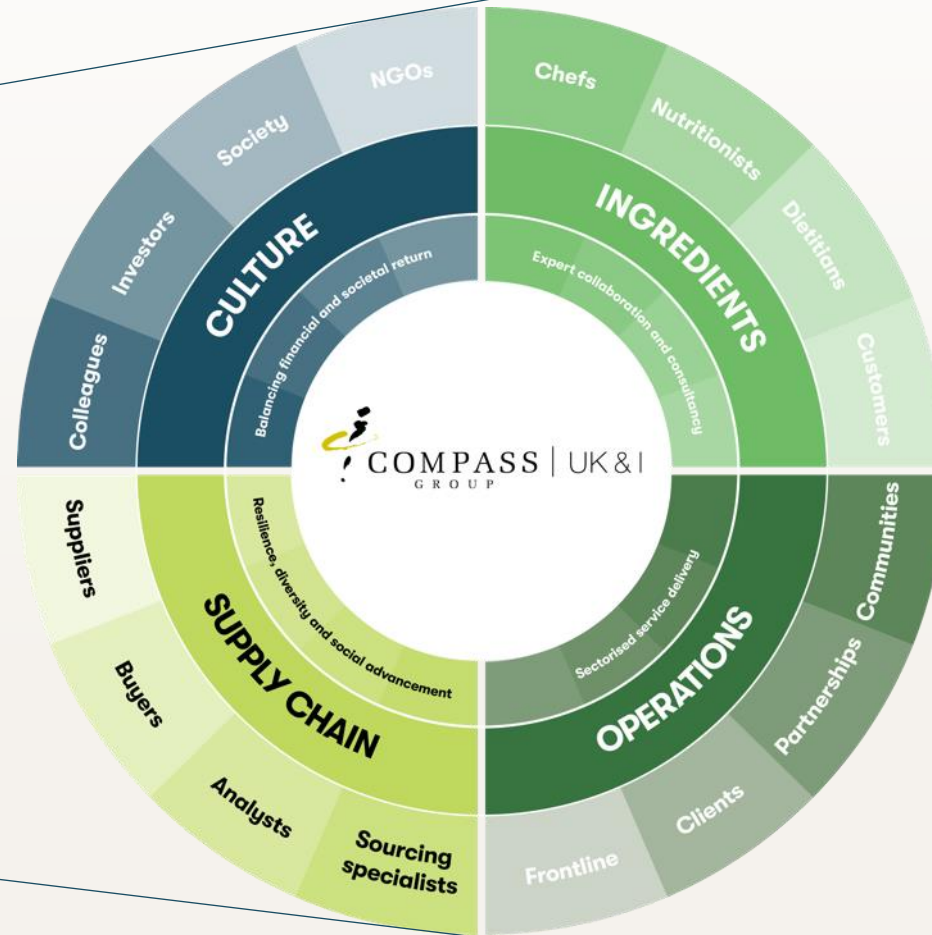 NGOs
Society
Investors
Colleagues
CULTURE
Balancing financial and societal return
Chefs
Nutritionists
Dietitians
Customers
INGREDIENTS
Expert collaboration and consultancy
COMPASS | UK & I
GROUP
Suppliers
Buyers
Analysts
Sourcing
specialists
SUPPLY CHAIN
Resilience, diversity and social advancement
Communities
Partnerships
Clients
Frontline
OPERATIONS
Sectorised service delivery